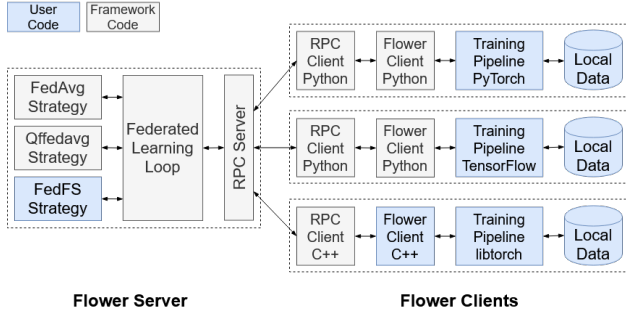 User
Code
Framework
Code
FedAvg
Strategy
Qffedavg
Strategy
FedFS
Strategy
Federated
Learning
Loop
RPC Server
RPC
Client
Python
Flower
Client
Python
Training
Pipeline
PyTorch
Local
Data
RPC
Client
Python
Flower
Client
Python
Training
Pipeline
TensorFlow
Local
Data
RPC
Client
C++
Flower
Client
C++
Training
Pipeline
libtorch
Local
Data
Flower Server
Flower Clients